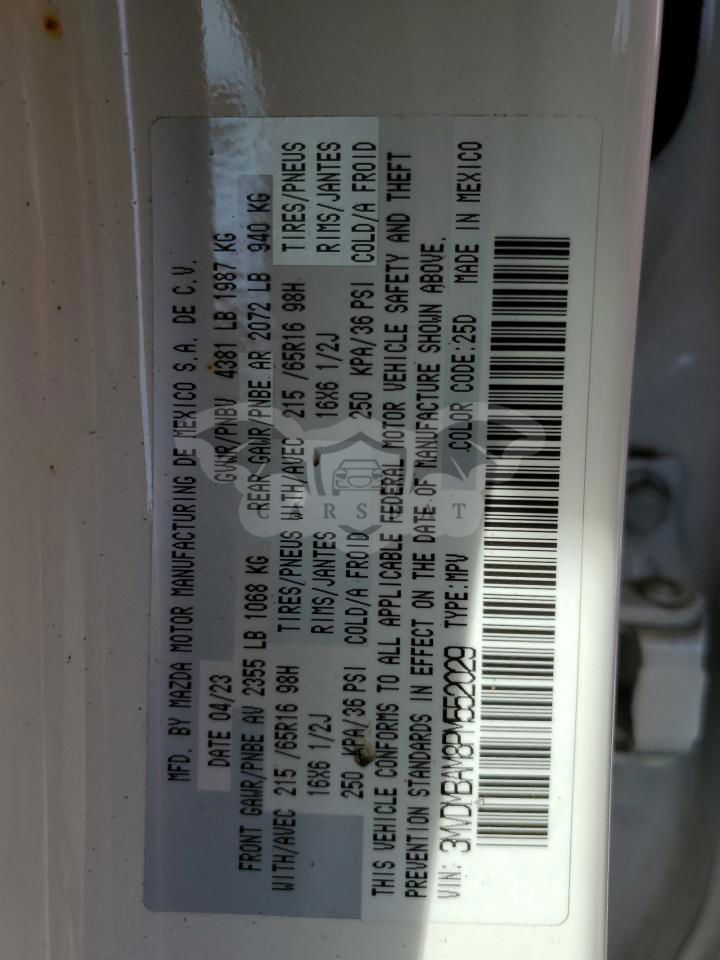 MFD. BY MAZDA MOTOR MANUFACTURING DE MEXICO S.A. DE C.V.
DATE 04/23 GVWR/PNBV 4381 LB 1987 KG
FRONT GAWR/PNBE AV 2355 LB 1068 KG REAR GAWR/PNBE AR 2072 LB 940 KG
WITH/AVEC 215 /65R16 98H TIRES/PNEUS WITH/AVEC 215 /65R16 98H TIRES/PNEUS
16X6 1/2J RIMS/JANTES 16X6 1/2J RIMS/JANTES
250 KPA/36 PSI COLD/A FROID 250 KPA/36 PSI COLD/A FROID
THIS VEHICLE CONFORMS TO ALL APPLICABLE FEDERAL MOTOR VEHICLE SAFETY AND THEFT
PREVENTION STANDARDS IN EFFECT ON THE DATE OF MANUFACTURE SHOWN ABOVE.
VIN: 3MVDMBAM8PM552029 TYPE:MPV COLOR CODE:25D MADE IN MEXICO